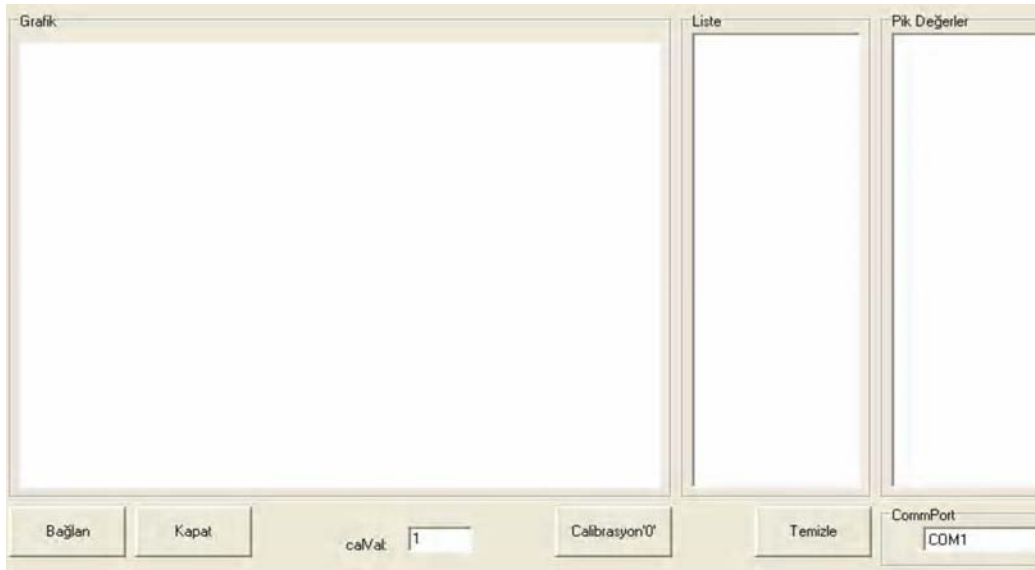 Grafik
Liste
Pik Değerler
Bağlan
Kapat
calVal:
1
Calibrasyon'0'
Temizle
CommPort
COM1